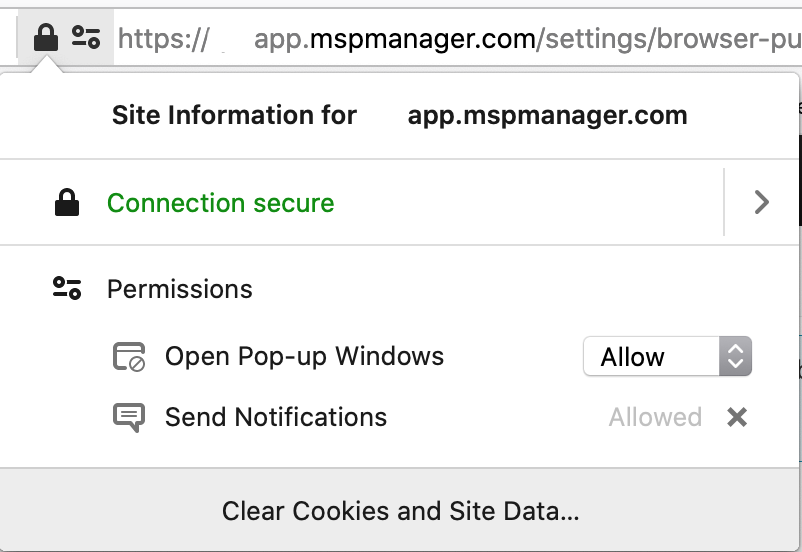 https:// app.mspmanager.com/settings/browser-pu
Site Information for app.mspmanager.com
Connection secure
Permissions
Open Pop-up Windows Allow
Send Notifications Allowed
Clear Cookies and Site Data...